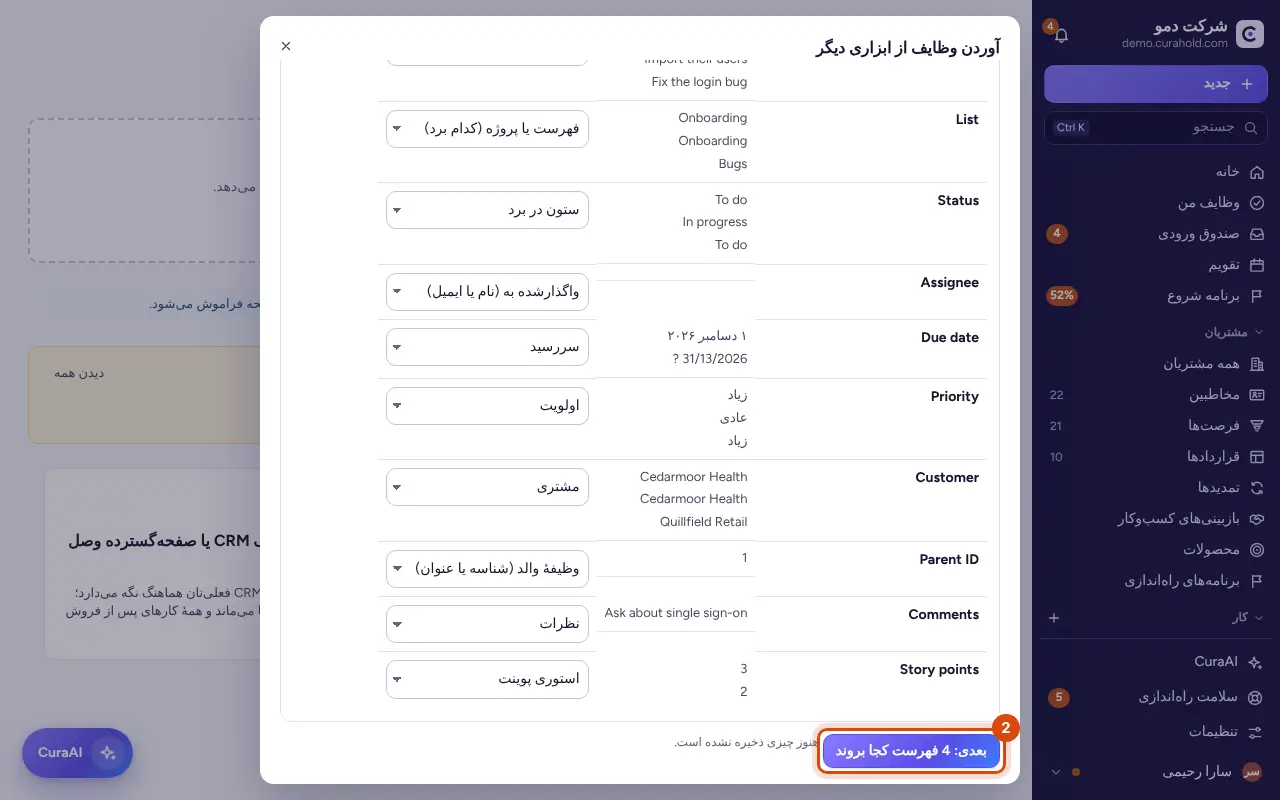 شرکت دمو
demo.curahold.com
4
جدید
جستجو
Ctrl K
خانه
وظایف من
صندوق ورودی
4
تقویم
برنامه شروع
52%
مشتریان
همه مشتریان
مخاطبین
22
فرصت‌ها
21
قراردادها
10
تمدیدها
بازبینی‌های کسب‌وکار
محصولات
برنامه‌های راه‌اندازی
کار
CuraAI
سلامت راه‌اندازی
5
تنظیمات
سر
سارا رحیمی
آوردن وظایف از ابزاری دیگر
×
Import their users
Fix the login bug
List
Onboarding
Onboarding
Bugs
فهرست یا پروژه (کدام برد)
Status
To do
In progress
To do
ستون در برد
Assignee
واگذارشده به (نام یا ایمیل)
Due date
۱ دسامبر ۲۰۲۶
31/13/2026 ?
سررسید
Priority
زیاد
عادی
زیاد
اولویت
Customer
Cedarmoor Health
Cedarmoor Health
Quillfield Retail
مشتری
Parent ID
1
وظیفهٔ والد (شناسه یا عنوان)
Comments
Ask about single sign-on
نظرات
Story points
3
2
استوری پوینت
2
بعدی: 4 فهرست کجا بروند
هنوز چیزی ذخیره نشده است.
می‌دهد.
فراموش می‌شود.
دیدن همه
CRM یا صفحه‌گسترده وصل
CRM فعلی‌تان هماهنگ نگه می‌دارد؛
می‌ماند و همهٔ کارهای پس از فروش
CuraAI